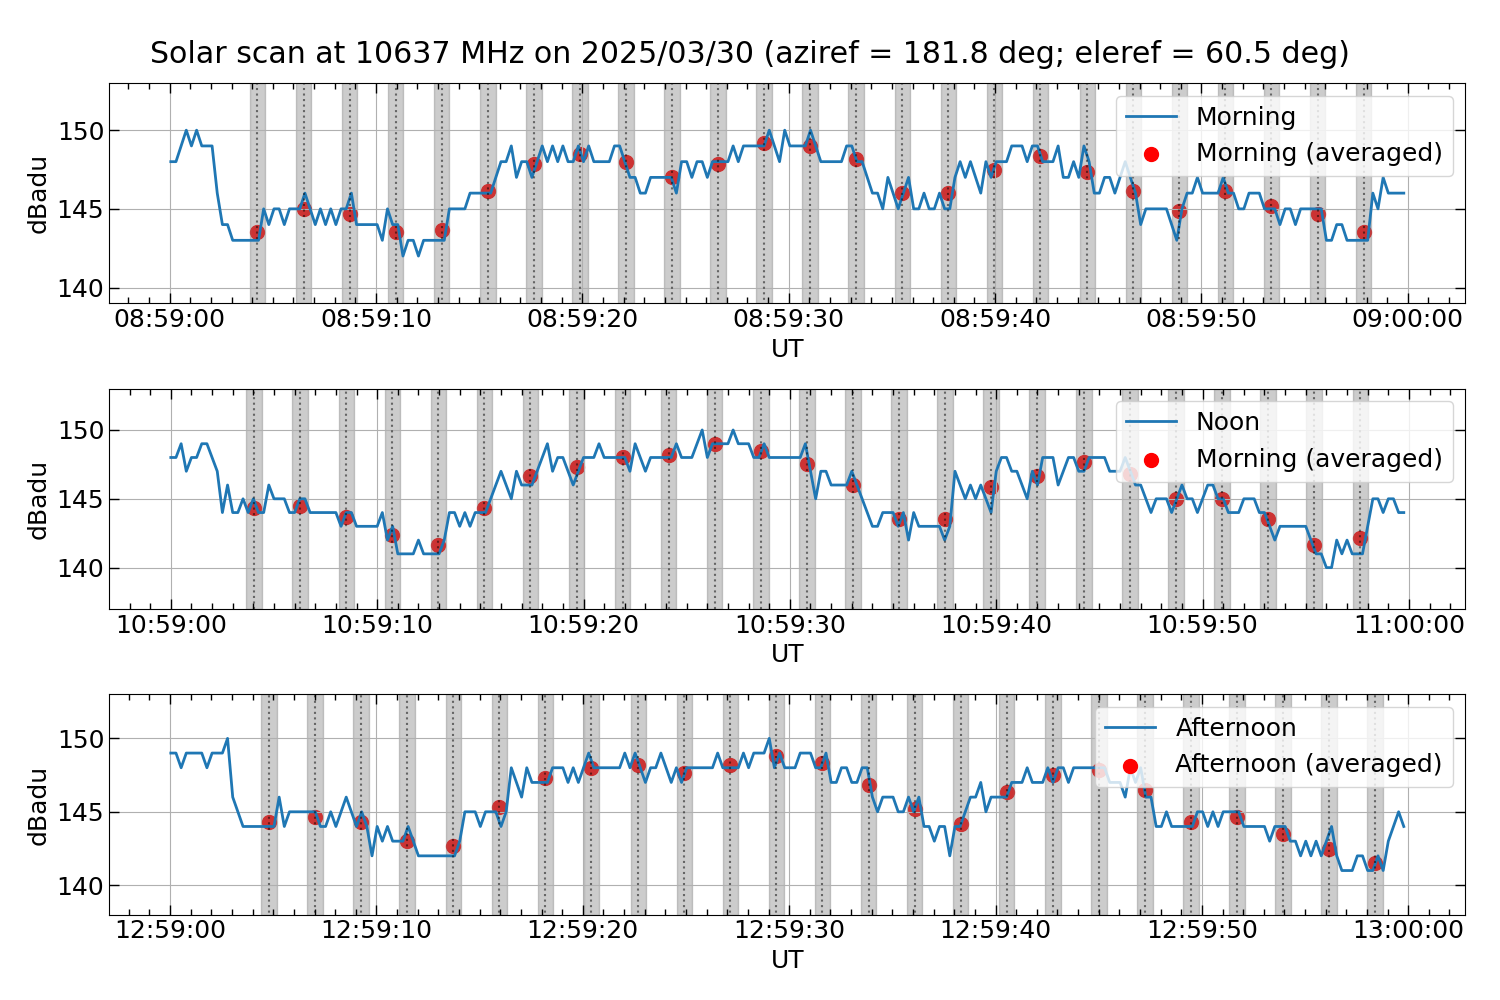 Solar scan at 10637 MHz on 2025/03/30 (aziref = 181.8 deg; eleref = 60.5 deg)
150
145
140
dBadu
Morning
Morning (averaged)
08:59:00 08:59:10 08:59:20 08:59:30 08:59:40 08:59:50 09:00:00
UT
150
145
140
dBadu
Noon
Morning (averaged)
10:59:00 10:59:10 10:59:20 10:59:30 10:59:40 10:59:50 11:00:00
UT
150
145
140
dBadu
Afternoon
Afternoon (averaged)
12:59:00 12:59:10 12:59:20 12:59:30 12:59:40 12:59:50 13:00:00
UT